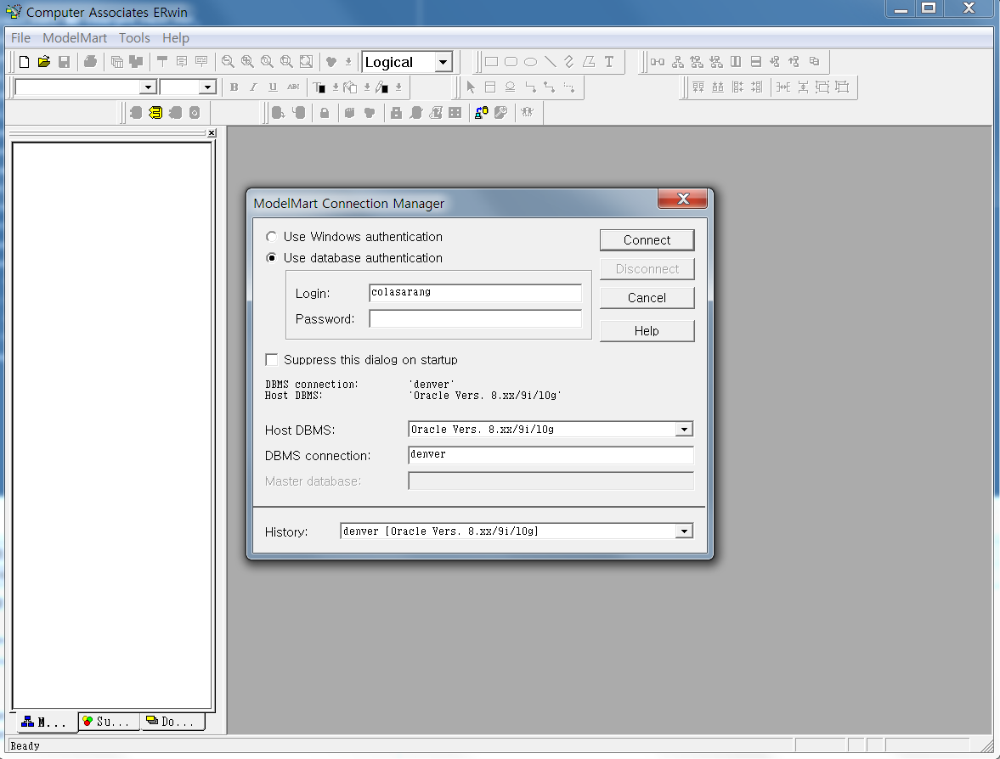 Computer Associates ERwin
File ModelMart Tools Help
Logical
B I U ABC
ModelMart Connection Manager
Use Windows authentication
Connect
Use database authentication
Disconnect
Login: colasarang
Cancel
Password:
Help
Suppress this dialog on startup
DBMS connection: 'denver'
Host DBMS: 'Oracle Vers. 8.xx/9i/10g'
Host DBMS: Oracle Vers. 8.xx/9i/10g
DBMS connection: denver
Master database:
History: denver [Oracle Vers. 8.xx/9i/10g]
M... Su... Do...
Ready